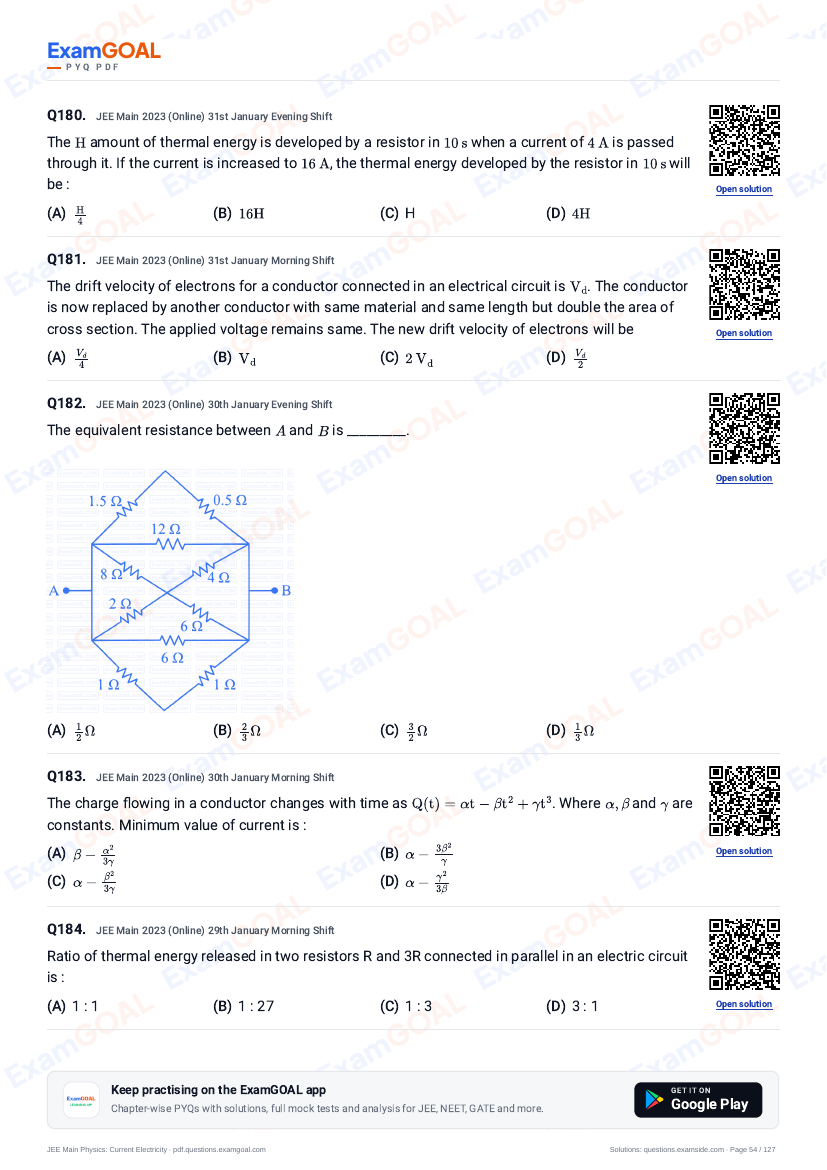 ExamGOAL
PYQ PDF
Q180. JEE Main 2023 (Online) 31st January Evening Shift
The H amount of thermal energy is developed by a resistor in 10 s when a current of 4 A is passed
through it. If the current is increased to 16 A, the thermal energy developed by the resistor in 10 s will
be :
Open solution
(A) H/4 (B) 16H (C) H (D) 4H
Q181. JEE Main 2023 (Online) 31st January Morning Shift
The drift velocity of electrons for a conductor connected in an electrical circuit is V_d. The conductor
is now replaced by another conductor with same material and same length but double the area of
cross section. The applied voltage remains same. The new drift velocity of electrons will be
Open solution
(A) V_d/4 (B) V_d (C) 2 V_d (D) V_d/2
Q182. JEE Main 2023 (Online) 30th January Evening Shift
The equivalent resistance between A and B is _________.
Open solution
1.5 Ω 0.5 Ω
12 Ω
8 Ω 4 Ω
A B
2 Ω
6 Ω
6 Ω
1 Ω 1 Ω
(A) 1/2 Ω (B) 2/3 Ω (C) 3/2 Ω (D) 1/3 Ω
Q183. JEE Main 2023 (Online) 30th January Morning Shift
The charge flowing in a conductor changes with time as Q(t) = αt − βt² + γt³. Where α, β and γ are
constants. Minimum value of current is :
Open solution
(A) β − α²/3γ (B) α − 3β²/γ
(C) α − β²/3γ (D) α − γ²/3β
Q184. JEE Main 2023 (Online) 29th January Morning Shift
Ratio of thermal energy released in two resistors R and 3R connected in parallel in an electric circuit
is :
Open solution
(A) 1 : 1 (B) 1 : 27 (C) 1 : 3 (D) 3 : 1
Keep practising on the ExamGOAL app
Chapter-wise PYQs with solutions, full mock tests and analysis for JEE, NEET, GATE and more.
GET IT ON
Google Play
JEE Main Physics: Current Electricity · pdf.questions.examgoal.com
Solutions: questions.examside.com · Page 54 / 127